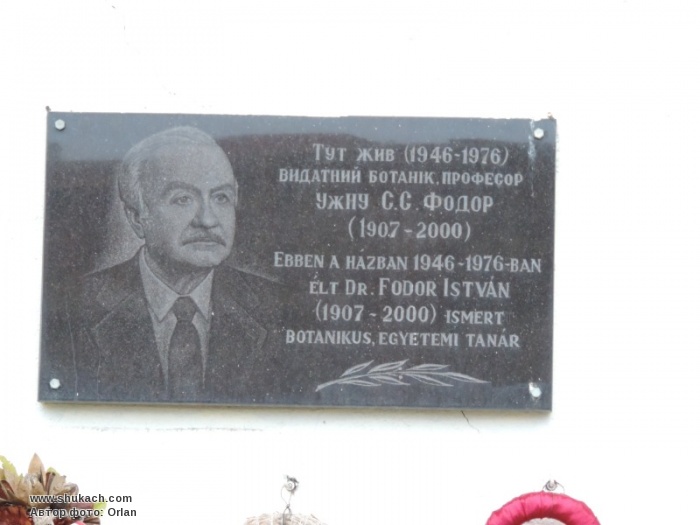 Тут жив (1946-1976)
видатний ботанік, професор
УжНУ С.С. Фодор
(1907-2000)
Ebben a házban 1946-1976-ban
élt Dr. Fodor István
(1907-2000) ismert
botanikus, egyetemi tanár
www.shukach.com
Автор фото: Orlan